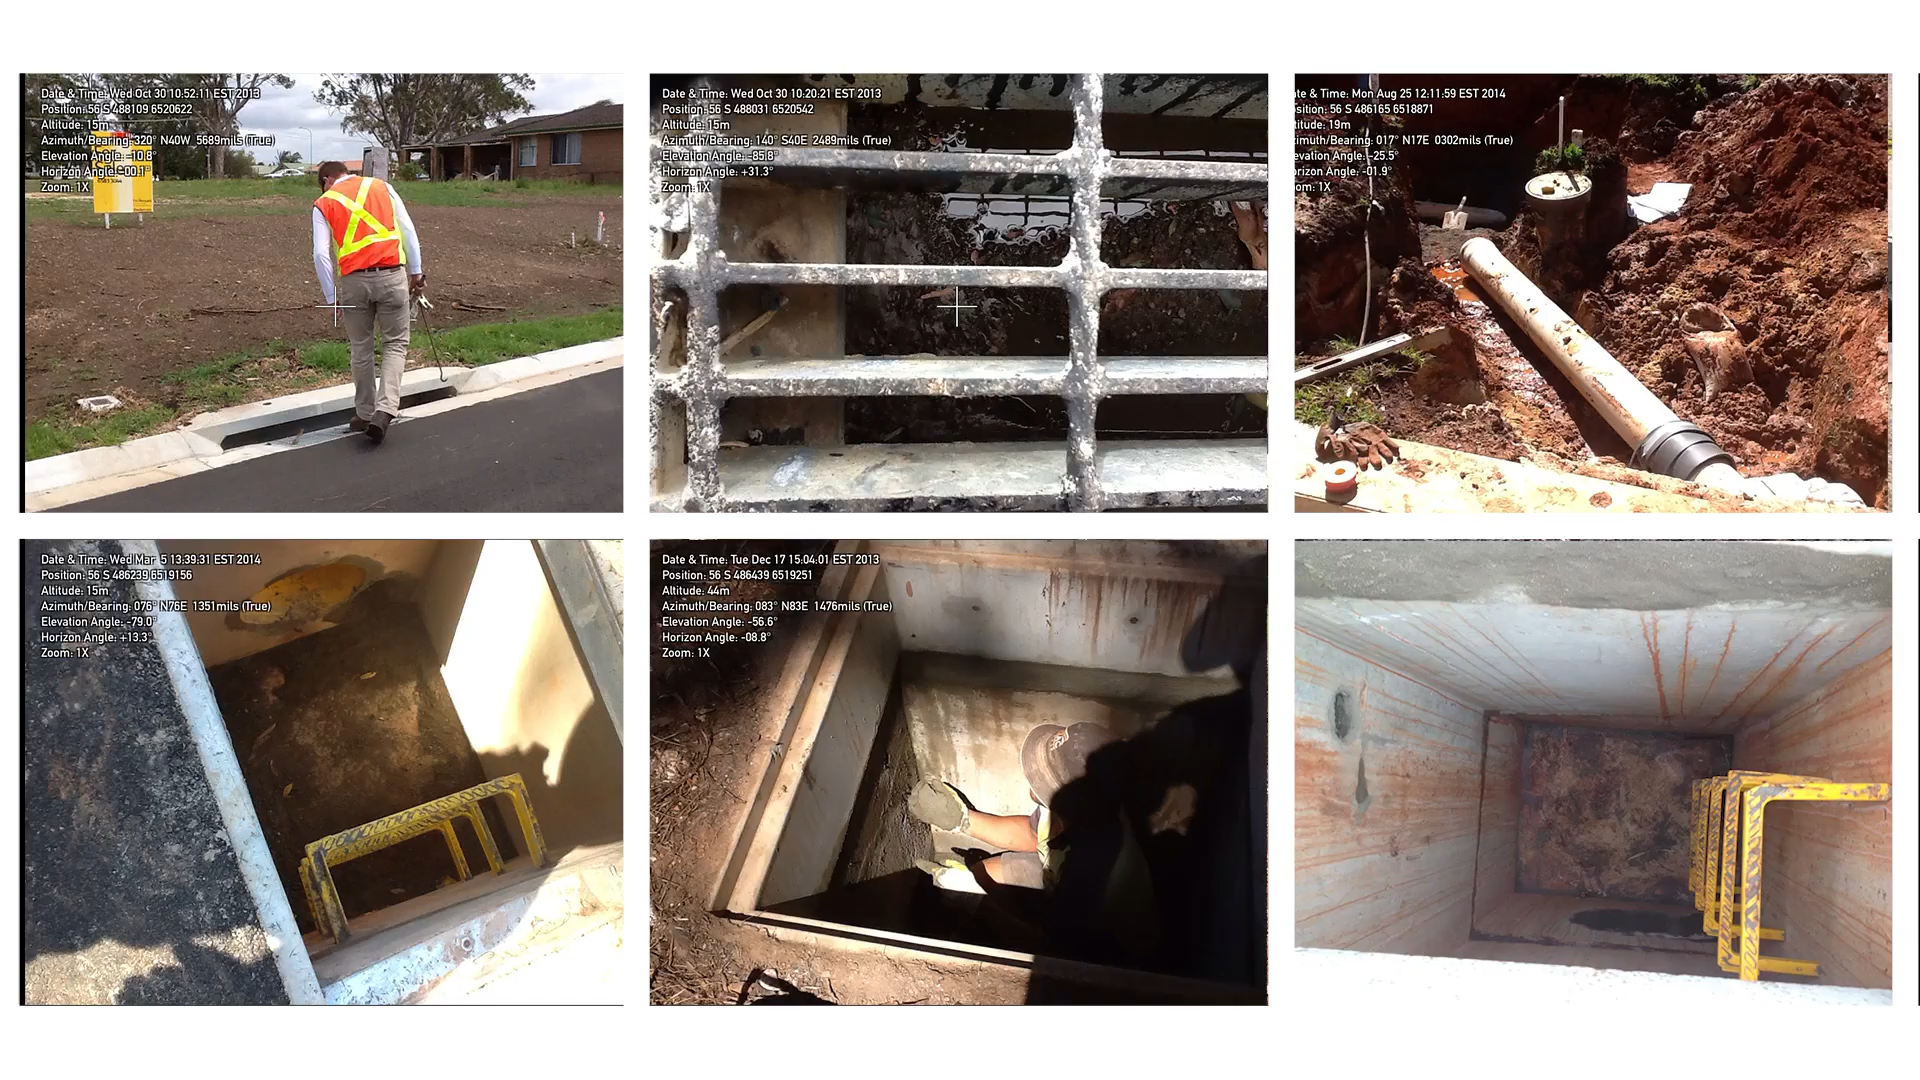 Date & Time: Wed Oct 30 10:52:11 EST 2013
Position: 56 S 488109 6520622
Altitude: 15m
Azimuth/Bearing: 320° N40W 5689mils (True)
Elevation Angle: -10.8°
Horizon Angle: -00.1°
Zoom: 1X
Date & Time: Wed Oct 30 10:20:21 EST 2013
Position: 56 S 488031 6520542
Altitude: 15m
Azimuth/Bearing: 140° S40E 2489mils (True)
Elevation Angle: -85.8°
Horizon Angle: +31.3°
Zoom: 1X
ate & Time: Mon Aug 25 12:11:59 EST 2014
osition: 56 S 486165 6518871
ltitude: 19m
zimuth/Bearing: 017° N17E 0302mils (True)
evation Angle: -25.5°
orizon Angle: -01.9°
oom: 1X
Date & Time: Wed Mar 5 13:39:31 EST 2014
Position: 56 S 486239 6519156
Altitude: 15m
Azimuth/Bearing: 076° N76E 1351mils (True)
Elevation Angle: -79.0°
Horizon Angle: +13.3°
Zoom: 1X
Date & Time: Tue Dec 17 15:04:01 EST 2013
Position: 56 S 486439 6519251
Altitude: 44m
Azimuth/Bearing: 083° N83E 1476mils (True)
Elevation Angle: -56.6°
Horizon Angle: -08.8°
Zoom: 1X